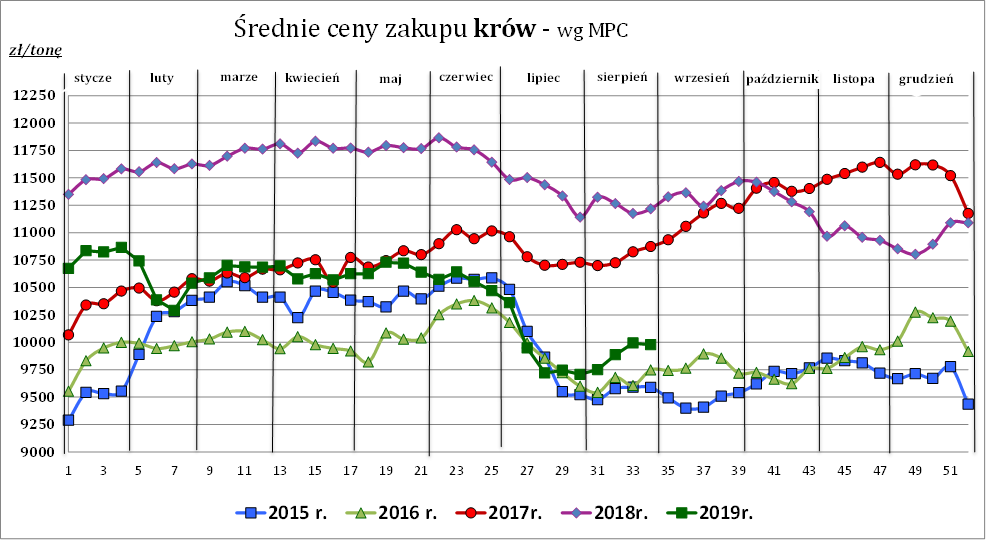 Średnie ceny zakupu krów - wg MPC
zł/tonę
stycze luty marze kwiecień maj czerwiec lipiec sierpień wrzesień październik listopa grudzień
12250
12000
11750
11500
11250
11000
10750
10500
10250
10000
9750
9500
9250
9000
1 3 5 7 9 11 13 15 17 19 21 23 25 27 29 31 33 35 37 39 41 43 45 47 49 51
2015 r. 2016 r. 2017r. 2018r. 2019r.